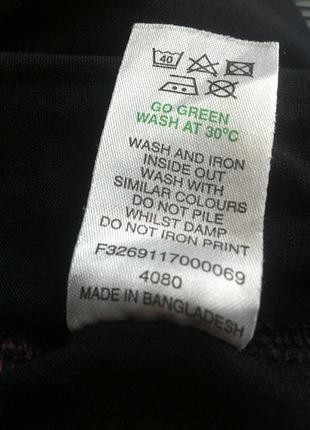 40
GO GREEN
WASH AT 30°C
WASH AND IRON
INSIDE OUT
WASH WITH
SIMILAR COLOURS
DO NOT PILE
WHILST DAMP
DO NOT IRON PRINT
F3269117000069
4080
MADE IN BANGLADESH